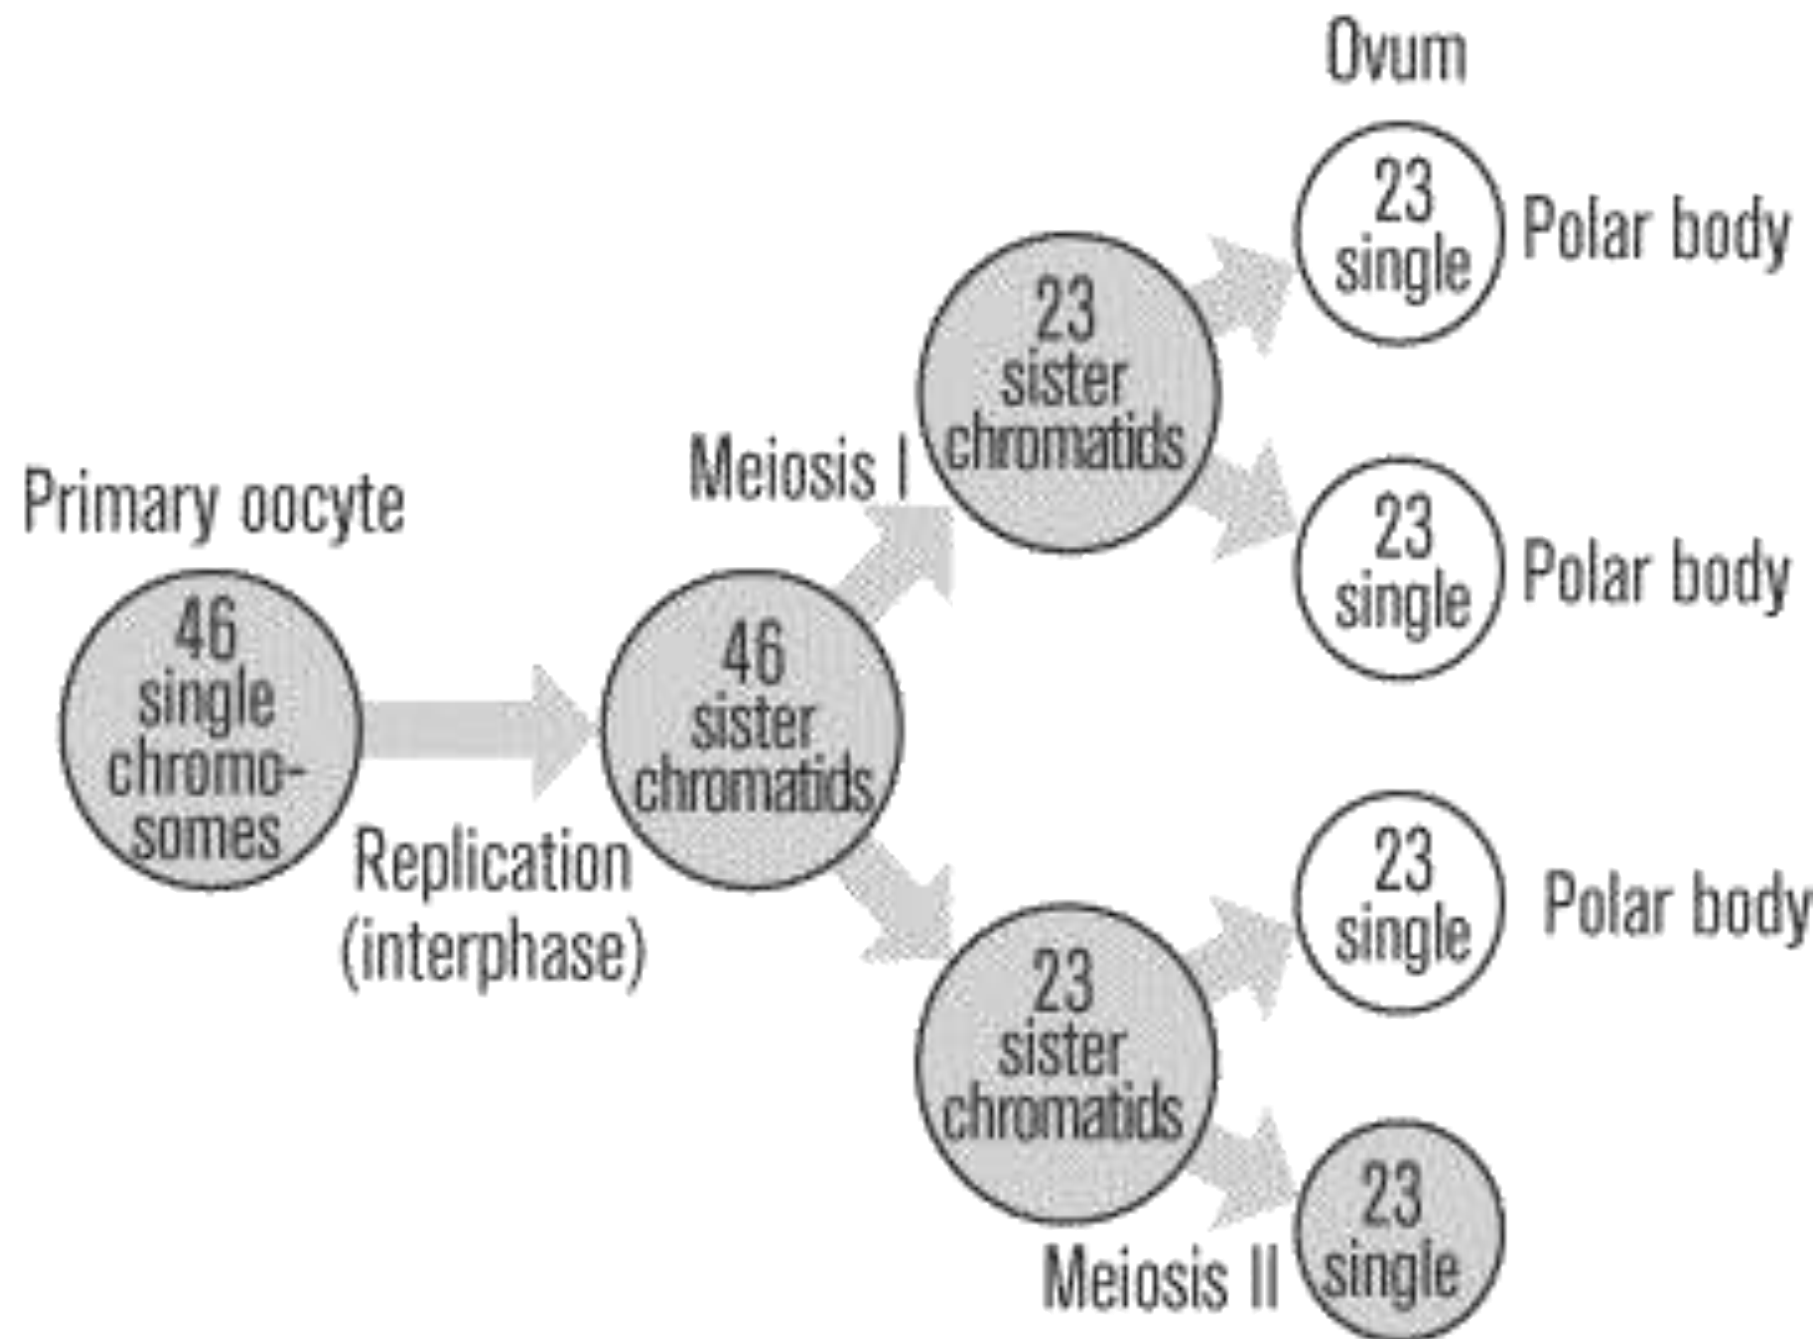 Ovum
23
single
Polar body
23
sister
chromatids
Meiosis I
23
single
Polar body
Primary oocyte
46
single
chromo-
somes
46
sister
chromatids
Replication
(interphase)
23
single
Polar body
23
sister
chromatids
23
single
Meiosis II